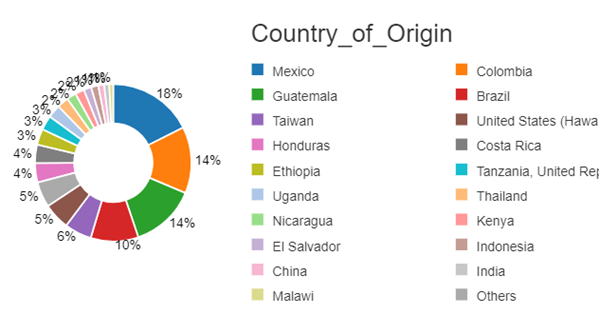 Country_of_Origin
Mexico
Colombia
Guatemala
Brazil
Taiwan
United States (Hawa
Honduras
Costa Rica
Ethiopia
Tanzania, United Rep
Uganda
Thailand
Nicaragua
Kenya
El Salvador
Indonesia
China
India
Malawi
Others
18%
14%
14%
10%
6%
5%
5%
4%
4%
3%
3%
3%
2%
2%